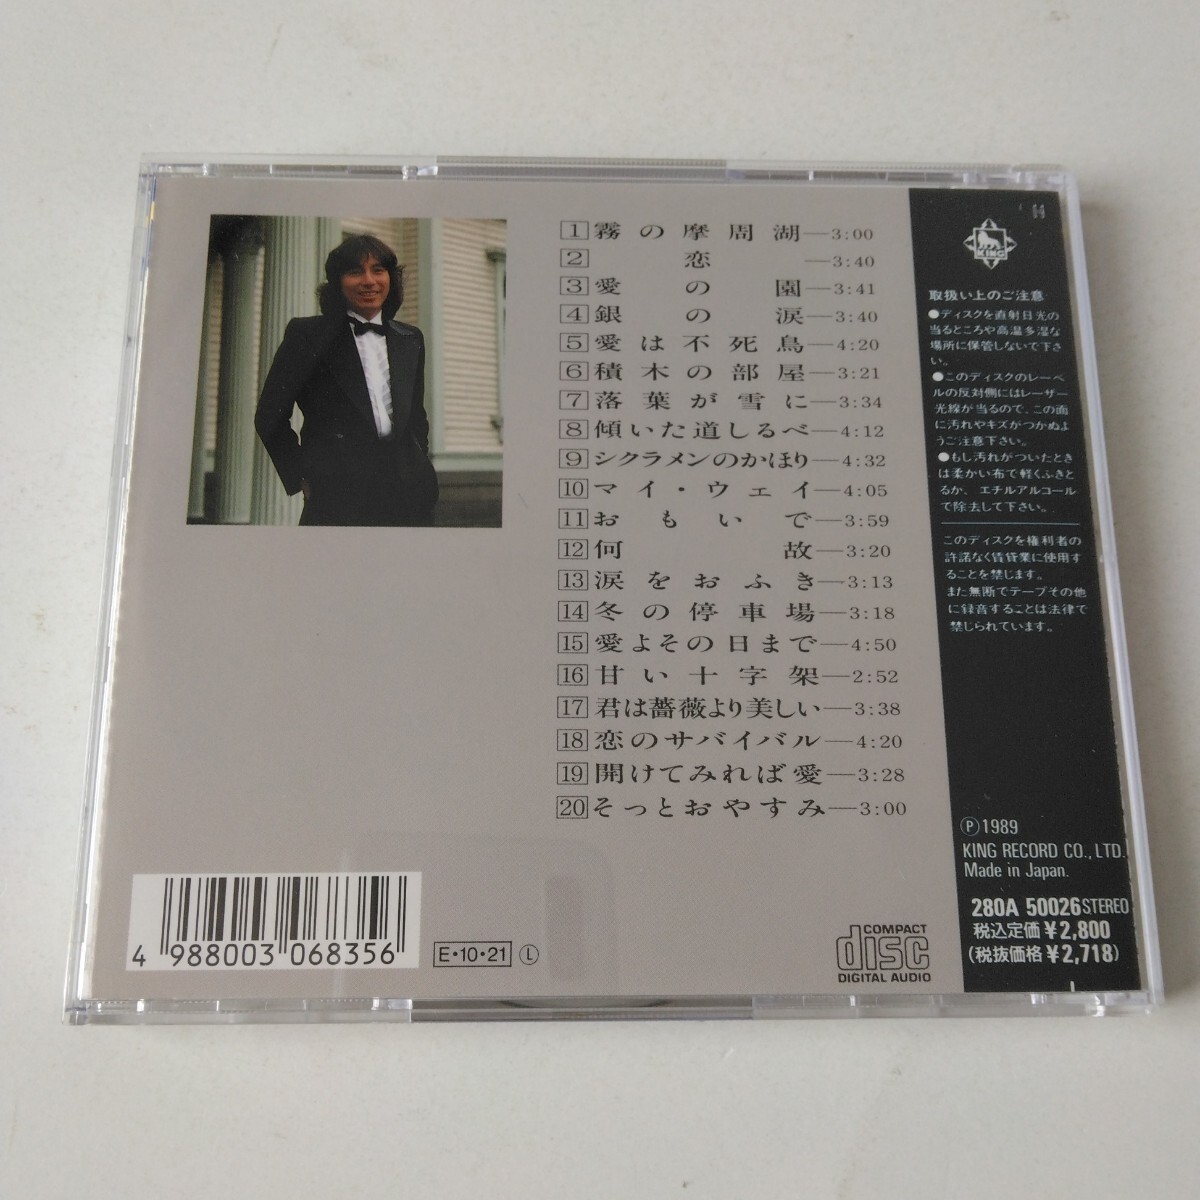 1 霧の摩周湖—3:00
2 恋—3:40
3 愛の園—3:41
4 銀の涙—3:40
5 愛は不死鳥—4:20
6 積木の部屋—3:21
7 落葉が雪に—3:34
8 傾いた道しるべ—4:12
9 シクラメンのかほり—4:32
10 マイ・ウェイ—4:05
11 おもいで—3:59
12 何故—3:20
13 涙をおふき—3:13
14 冬の停車場—3:18
15 愛よその日まで—4:50
16 甘い十字架—2:52
17 君は薔薇より美しい—3:38
18 恋のサバイバル—4:20
19 開けてみれば愛—3:28
20 そっとおやすみ—3:00
KING
取扱い上のご注意
●ディスクを直射日光の
当るところや高温多湿な
場所に保管しないで下さ
い。
●このディスクのレーベ
ルの反対側にはレーザー
光線が当るので、この面
に汚れやキズがつかぬよ
うご注意下さい。
●もし汚れがついたとき
は柔かい布で軽くふきと
るか、エチルアルコール
で除去して下さい。
このディスクを権利者の
許諾なく賃貸業に使用す
ることを禁じます。
また無断でテープその他
に録音することは法律で
禁じられています。
Ⓟ1989
KING RECORD CO., LTD.
Made in Japan.
280A 50026 STEREO
税込定価 ¥2,800
(税抜価格 ¥2,718)
4 988003 068356
E・10・21 Ⓛ
COMPACT
disc
DIGITAL AUDIO